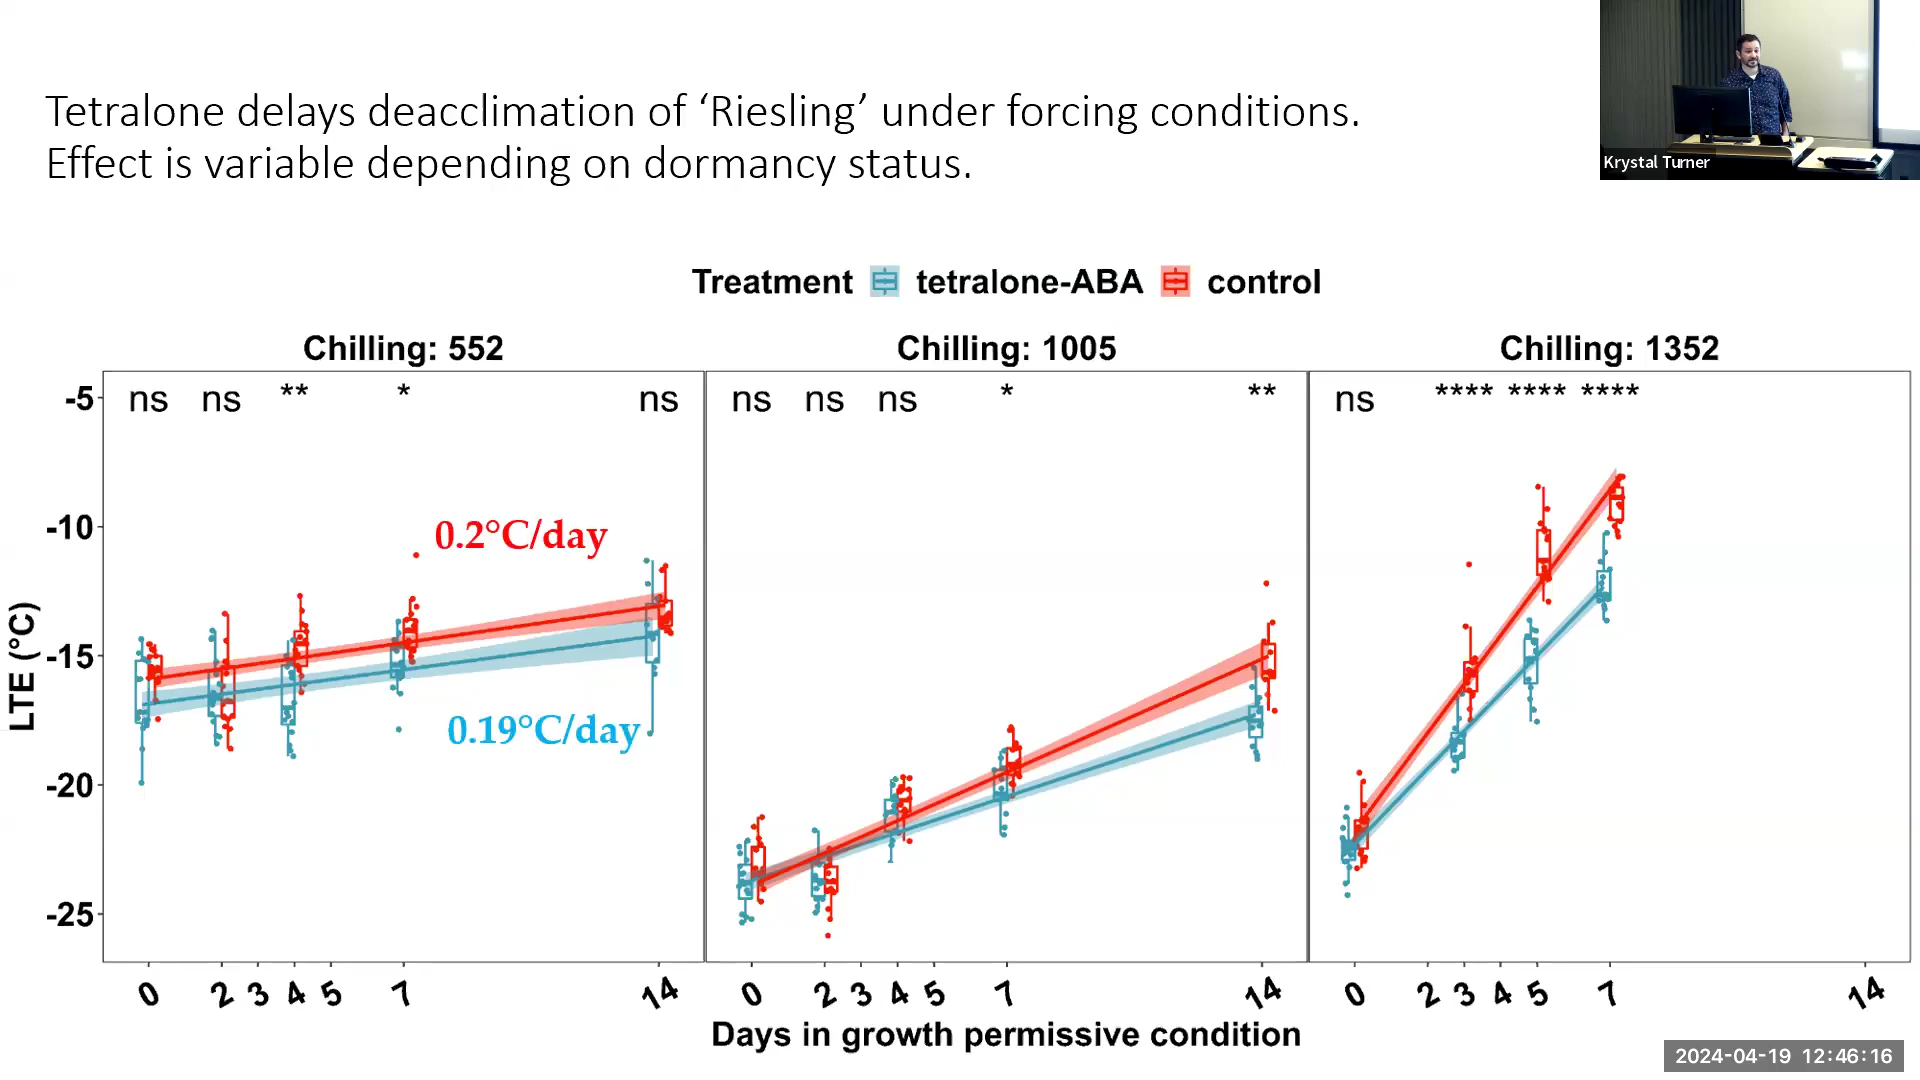 Tetralone delays deacclimation of ‘Riesling’ under forcing conditions.
Effect is variable depending on dormancy status.
Krystal Turner
Treatment tetralone-ABA control
Chilling: 552 Chilling: 1005 Chilling: 1352
ns ns ** * ns
ns ns ns * **
ns **** **** ****
LTE (°C)
-5
-10
-15
-20
-25
0.2°C/day
0.19°C/day
0 2 3 4 5 7 14
0 2 3 4 5 7 14
0 2 3 4 5 7 14
Days in growth permissive condition
2024-04-19 12:46:16